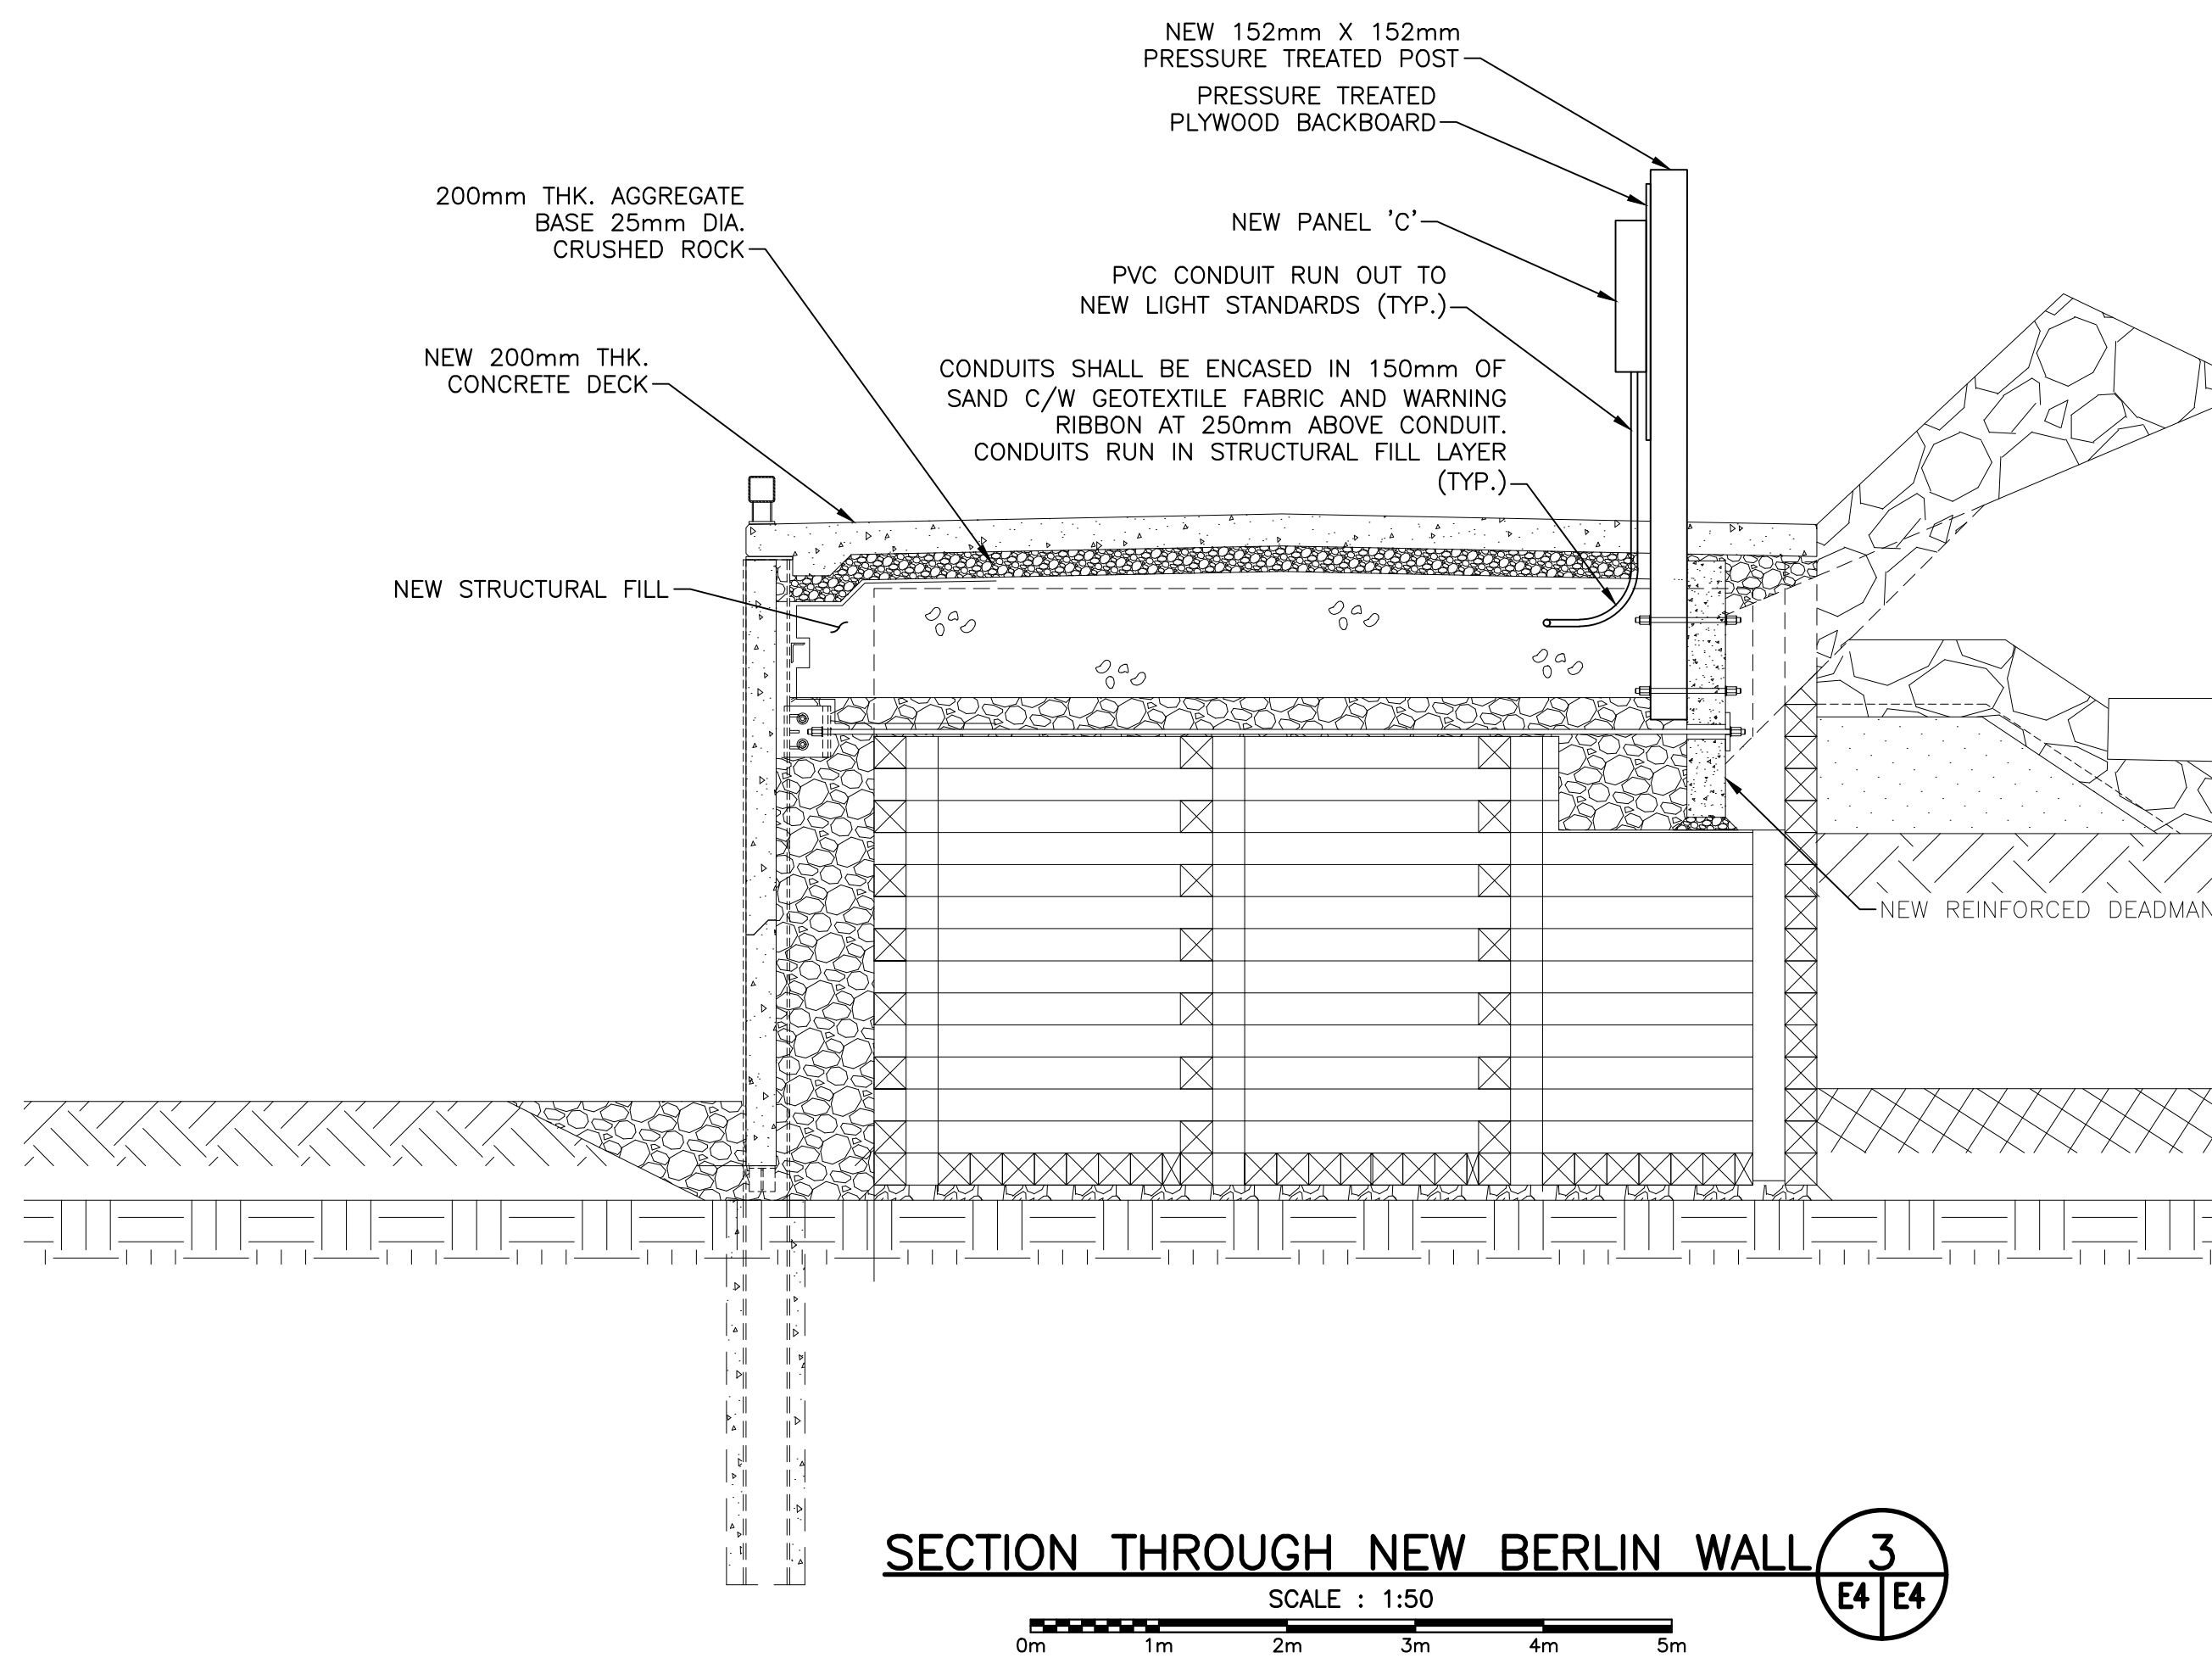 NEW 152mm X 152mm
PRESSURE TREATED POST
PRESSURE TREATED
PLYWOOD BACKBOARD
200mm THK. AGGREGATE
BASE 25mm DIA.
CRUSHED ROCK
NEW PANEL 'C'
PVC CONDUIT RUN OUT TO
NEW LIGHT STANDARDS (TYP.)
NEW 200mm THK.
CONCRETE DECK
CONDUITS SHALL BE ENCASED IN 150mm OF
SAND C/W GEOTEXTILE FABRIC AND WARNING
RIBBON AT 250mm ABOVE CONDUIT.
CONDUITS RUN IN STRUCTURAL FILL LAYER
(TYP.)
NEW STRUCTURAL FILL
NEW REINFORCED DEADMAN
SECTION THROUGH NEW BERLIN WALL
3
E4 E4
SCALE : 1:50
0m 1m 2m 3m 4m 5m